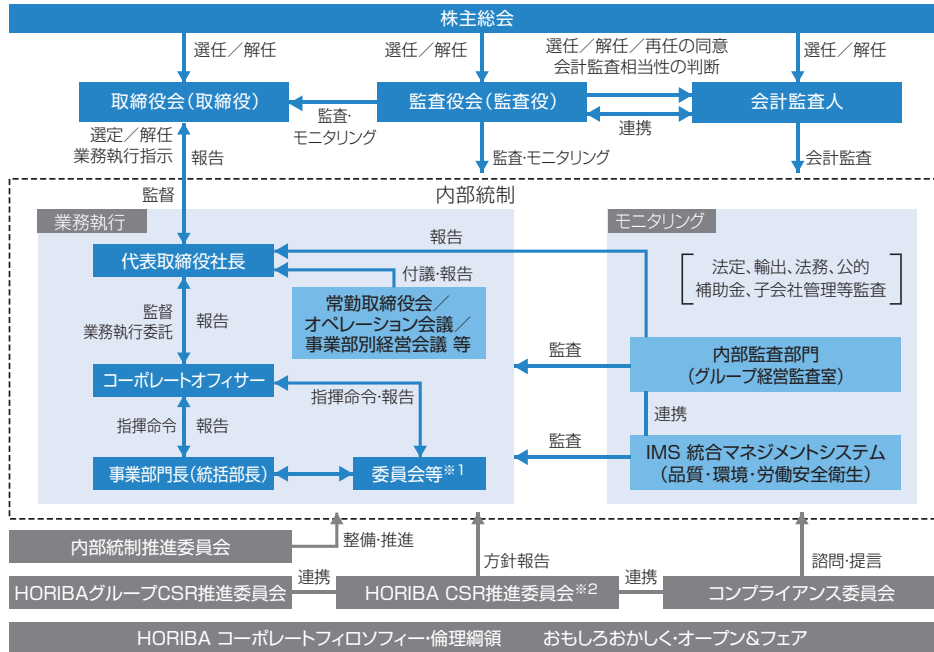 株主総会
選任／解任
選任／解任
選任／解任／再任の同意
会計監査相当性の判断
選任／解任
取締役会（取締役）
監査・
モニタリング
監査役会（監査役）
連携
会計監査人
選定／解任
業務執行指示
報告
監査・モニタリング
会計監査
監督
内部統制
業務執行
モニタリング
報告
代表取締役社長
付議・報告
法定、輸出、法務、公的
補助金、子会社管理等監査
常勤取締役会／
オペレーション会議／
事業部別経営会議 等
監督
業務執行委託
報告
監査
内部監査部門
（グループ経営監査室）
コーポレートオフィサー
指揮命令・報告
連携
指揮命令
報告
監査
IMS 統合マネジメントシステム
（品質・環境・労働安全衛生）
事業部門長（統括部長）
委員会等※1
内部統制推進委員会
整備・推進
方針報告
諮問・提言
HORIBAグループCSR推進委員会
連携
HORIBA CSR推進委員会※2
連携
コンプライアンス委員会
HORIBA コーポレートフィロソフィー・倫理綱領　おもしろおかしく・オープン&フェア